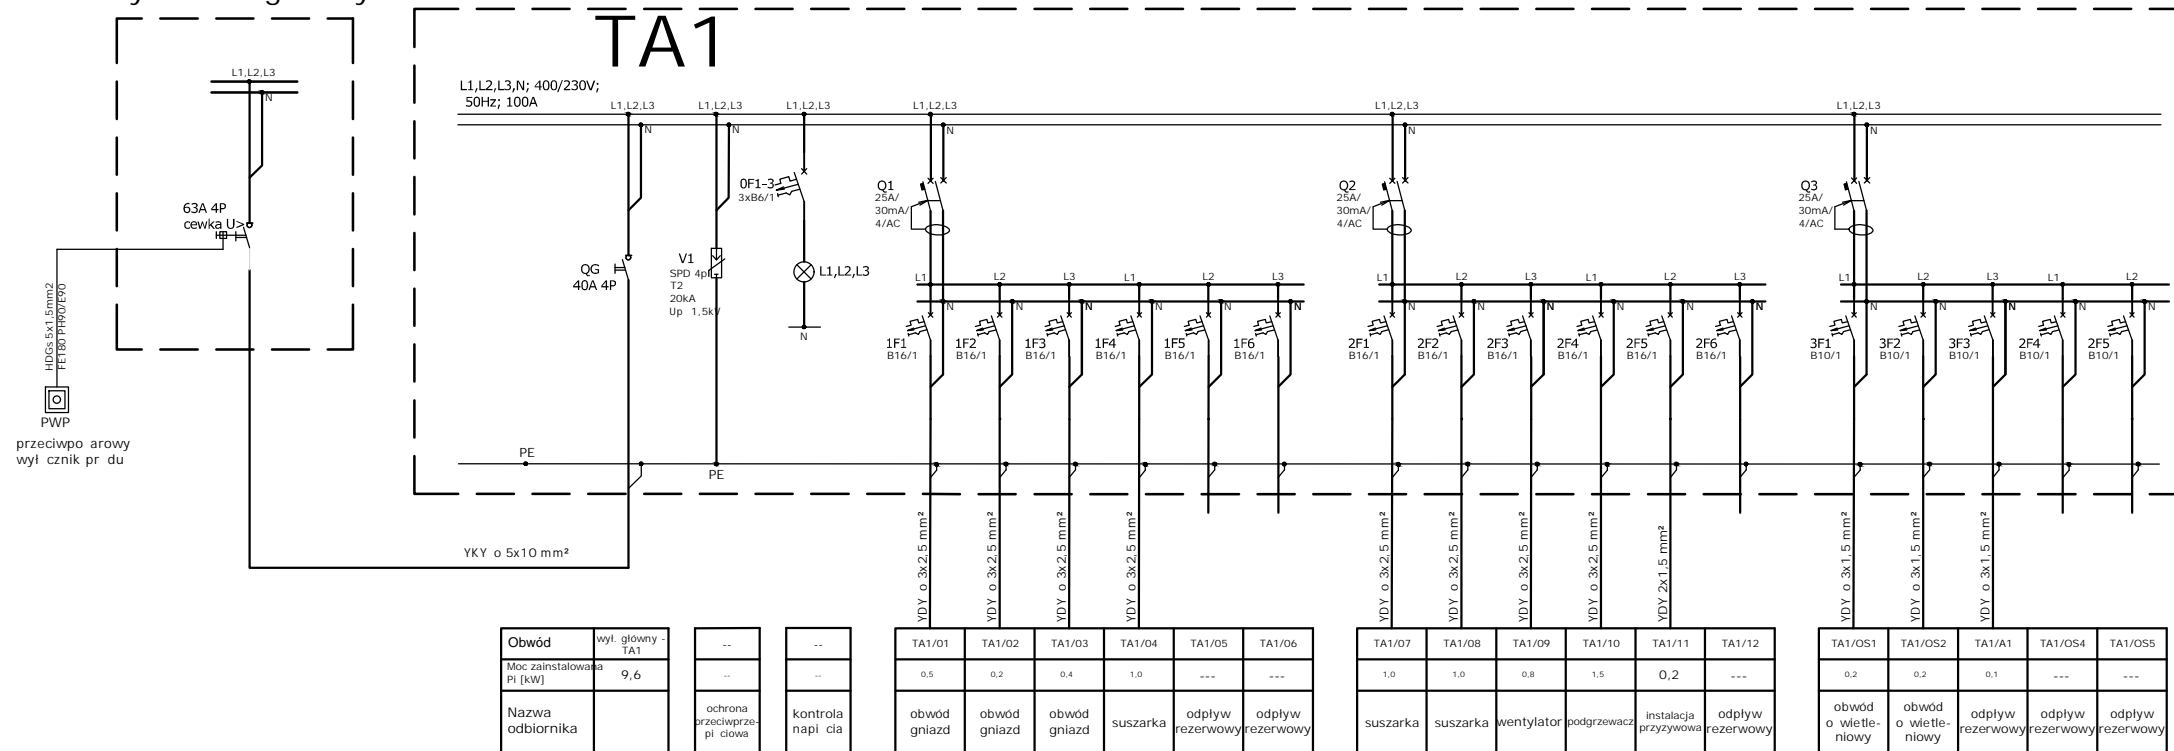 TA1
L1,L2,L3
N
63A 4P
cewka U>
HDGs 5x1,5mm2
FE180 PH90/E90
PWP
przeciwpo arowy
wył cznik pr du
L1,L2,L3,N; 400/230V;
50Hz; 100A
L1,L2,L3
N
L1,L2,L3
N
L1,L2,L3
L1,L2,L3
N
L1,L2,L3
N
L1,L2,L3
N
QG
40A 4P
V1
SPD 4p
T2
20kA
Up 1,5kV
0F1-3
3xB6/1
L1,L2,L3
N
Q1
25A/
30mA/
4/AC
Q2
25A/
30mA/
4/AC
Q3
25A/
30mA/
4/AC
L1
L2
L3
L1
L2
L3
N
N
N
N
N
N
1F1
B16/1
1F2
B16/1
1F3
B16/1
1F4
B16/1
1F5
B16/1
1F6
B16/1
L1
L2
L3
L1
L2
L3
N
N
N
N
N
N
2F1
B16/1
2F2
B16/1
2F3
B16/1
2F4
B16/1
2F5
B16/1
2F6
B16/1
L1
L2
L3
L1
L2
N
N
N
N
N
3F1
B10/1
3F2
B10/1
3F3
B10/1
2F4
B10/1
2F5
B10/1
PE
PE
YKY o 5x10 mm²
YDY o 3x2,5 mm²
YDY o 3x2,5 mm²
YDY o 3x2,5 mm²
YDY o 3x2,5 mm²
YDY o 3x2,5 mm²
YDY o 3x2,5 mm²
YDY o 3x2,5 mm²
YDY o 3x2,5 mm²
YDY 2x1,5 mm²
YDY o 3x1,5 mm²
YDY o 3x1,5 mm²
YDY o 3x1,5 mm²
Obwód
wył. główny -
TA1
--
--
TA1/01
TA1/02
TA1/03
TA1/04
TA1/05
TA1/06
TA1/07
TA1/08
TA1/09
TA1/10
TA1/11
TA1/12
TA1/OS1
TA1/OS2
TA1/A1
TA1/OS4
TA1/OS5
Moc zainstalowana
Pi [kW]
9,6
--
--
0,5
0,2
0,4
1,0
---
---
1,0
1,0
0,8
1,5
0,2
---
0,2
0,2
0,1
---
---
Nazwa
odbiornika
ochrona
przeciwprze-
pi ciowa
kontrola
napi cia
obwód
gniazd
obwód
gniazd
obwód
gniazd
suszarka
odpływ
rezerwowy
odpływ
rezerwowy
suszarka
suszarka
wentylator
podgrzewacz
instalacja
przyzywowa
odpływ
rezerwowy
obwód
o wietle-
niowy
obwód
o wietle-
niowy
odpływ
rezerwowy
odpływ
rezerwowy
odpływ
rezerwowy